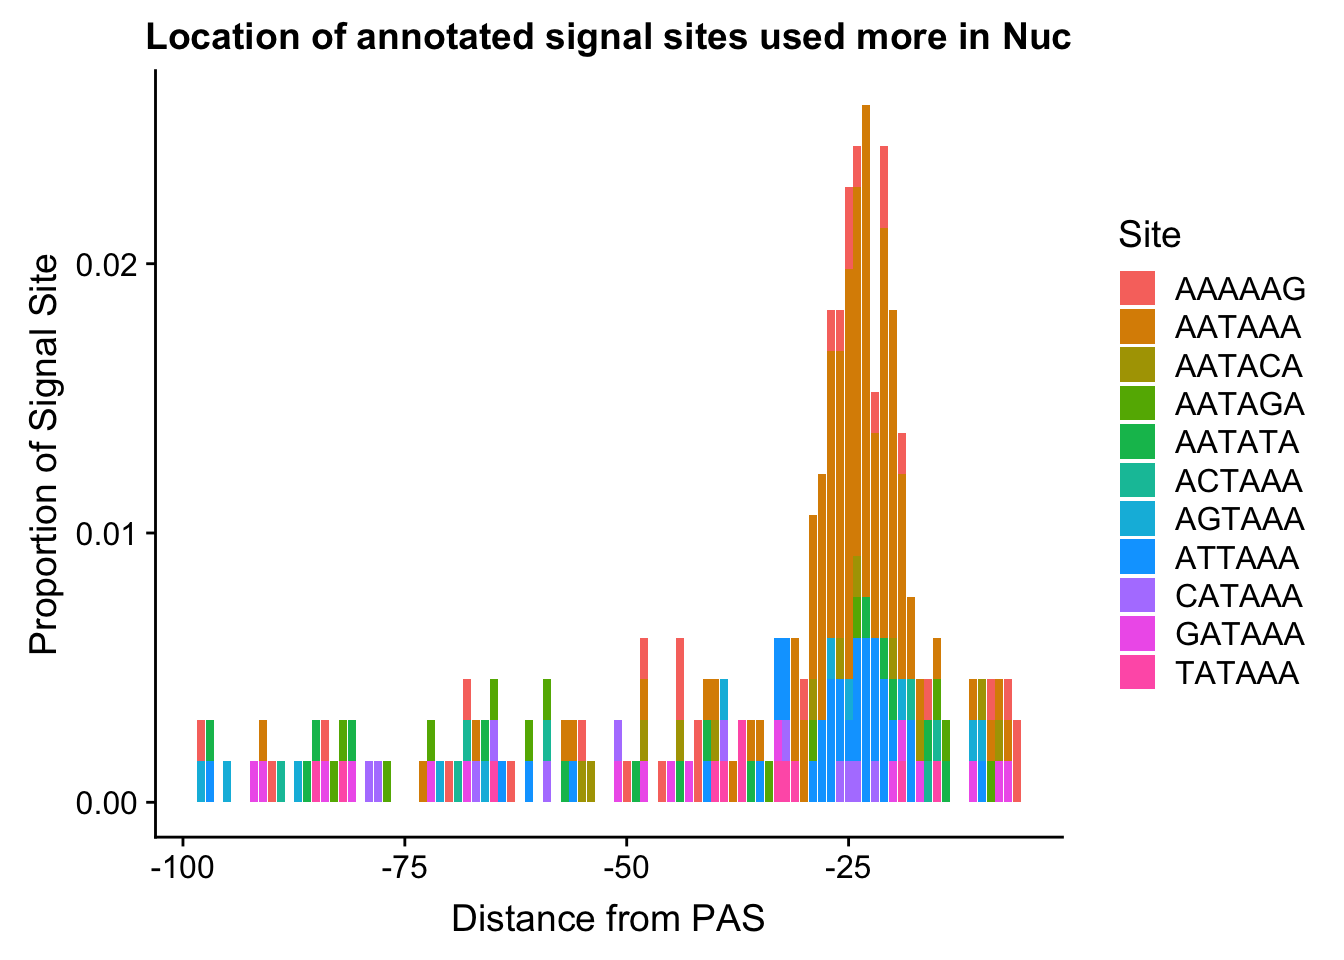 Location of annotated signal sites used more in Nuc
Proportion of Signal Site
0.02
0.01
0.00
-100
-75
-50
-25
Distance from PAS
Site
AAAAAG
AATAAA
AATACA
AATAGA
AATATA
ACTAAA
AGTAAA
ATTAAA
CATAAA
GATAAA
TATAAA